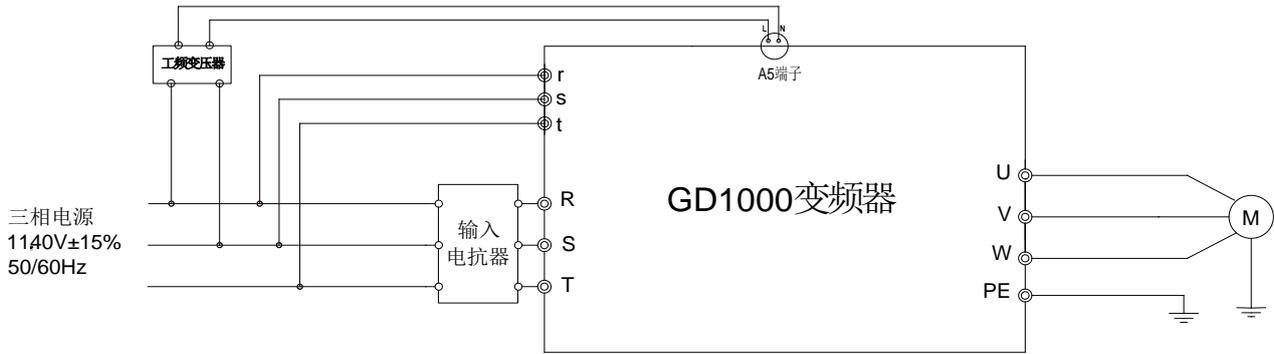 L N
工频变压器
A5端子
r
s
t
GD1000变频器
U
V
W
PE
M
R
S
T
输入
电抗器
三相电源
1140V±15%
50/60Hz